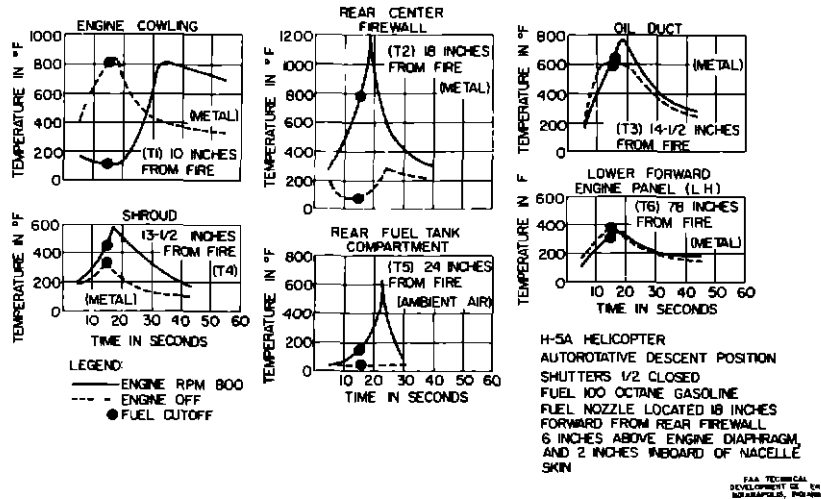 ENGINE COWLING
TEMPERATURE IN °F
1000
800
600
400
200
0
(METAL)
(T1) 10 INCHES
FROM FIRE
REAR CENTER
FIREWALL
TEMPERATURE IN °F
1200
1000
800
600
400
200
0
(T2) 18 INCHES
FROM FIRE
(METAL)
OIL DUCT
TEMPERATURE IN °F
800
600
400
200
0
(METAL)
(T3) 14-1/2 INCHES
FROM FIRE
SHROUD
TEMPERATURE IN °F
600
400
200
0
13-1/2 INCHES
FROM FIRE
(T4)
(METAL)
10 20 30 40 50 60
TIME IN SECONDS
REAR FUEL TANK
COMPARTMENT
TEMPERATURE IN °F
800
600
400
200
0
(T5) 24 INCHES
FROM FIRE
(AMBIENT AIR)
10 20 30 40 50 60
TIME IN SECONDS
LOWER FORWARD
ENGINE PANEL (L H)
TEMPERATURE IN °F
600
400
200
0
(T6) 78 INCHES
FROM FIRE
(METAL)
10 20 30 40 50 60
TIME IN SECONDS
LEGEND:
ENGINE RPM 800
ENGINE OFF
FUEL CUTOFF
H-5A HELICOPTER
AUTOROTATIVE DESCENT POSITION
SHUTTERS 1/2 CLOSED
FUEL 100 OCTANE GASOLINE
FUEL NOZZLE LOCATED 18 INCHES
FORWARD FROM REAR FIREWALL
6 INCHES ABOVE ENGINE DIAPHRAGM,
AND 2 INCHES INBOARD OF NACELLE
SKIN
FAA TECHNICAL
DEVELOPMENT
INDIANAPOLIS,